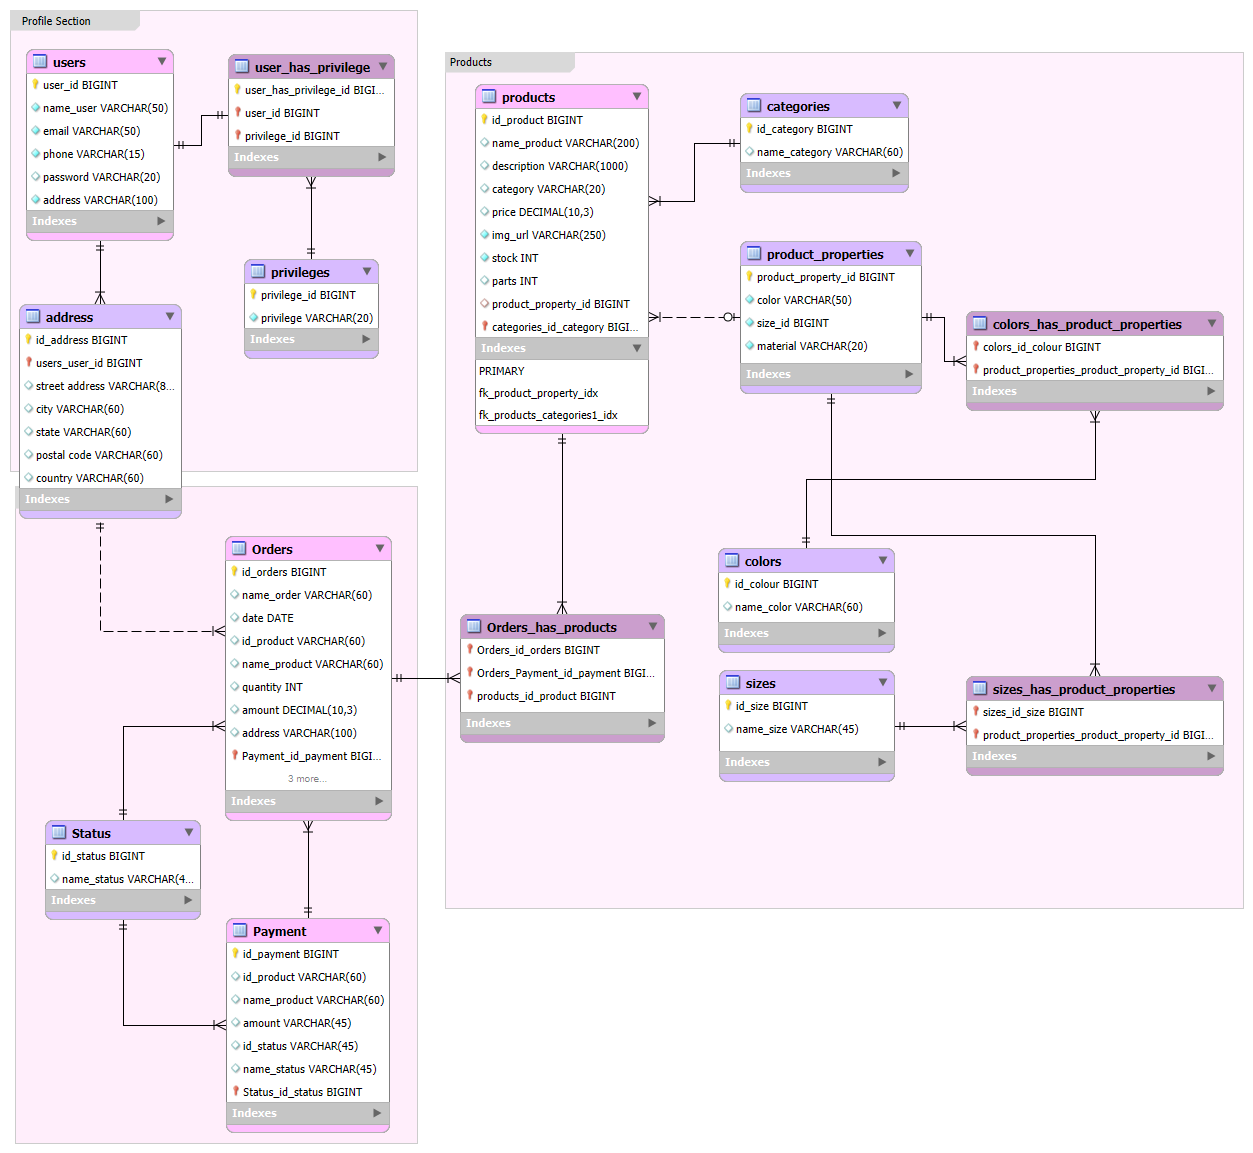 Profile Section
users
user_id BIGINT
name_user VARCHAR(50)
email VARCHAR(50)
phone VARCHAR(15)
password VARCHAR(20)
address VARCHAR(100)
Indexes
user_has_privilege
user_has_privilege_id BIGI...
user_id BIGINT
privilege_id BIGINT
Indexes
privileges
privilege_id BIGINT
privilege VARCHAR(20)
Indexes
address
id_address BIGINT
users_user_id BIGINT
street address VARCHAR(8...
city VARCHAR(60)
state VARCHAR(60)
postal code VARCHAR(60)
country VARCHAR(60)
Indexes
Orders
id_orders BIGINT
name_order VARCHAR(60)
date DATE
id_product VARCHAR(60)
name_product VARCHAR(60)
quantity INT
amount DECIMAL(10,3)
address VARCHAR(100)
Payment_id_payment BIGI...
3 more...
Indexes
Status
id_status BIGINT
name_status VARCHAR(4...
Indexes
Payment
id_payment BIGINT
id_product VARCHAR(60)
name_product VARCHAR(60)
amount VARCHAR(45)
id_status VARCHAR(45)
name_status VARCHAR(45)
Status_id_status BIGINT
Indexes
Products
products
id_product BIGINT
name_product VARCHAR(200)
description VARCHAR(1000)
category VARCHAR(20)
price DECIMAL(10,3)
img_url VARCHAR(250)
stock INT
parts INT
product_property_id BIGINT
categories_id_category BIGI...
Indexes
PRIMARY
fk_product_property_idx
fk_products_categories1_idx
categories
id_category BIGINT
name_category VARCHAR(60)
Indexes
product_properties
product_property_id BIGINT
color VARCHAR(50)
size_id BIGINT
material VARCHAR(20)
Indexes
colors_has_product_properties
colors_id_colour BIGINT
product_properties_product_property_id BIGI...
Indexes
colors
id_colour BIGINT
name_color VARCHAR(60)
Indexes
Orders_has_products
Orders_id_orders BIGINT
Orders_Payment_id_payment BIGI...
products_id_product BIGINT
Indexes
sizes
id_size BIGINT
name_size VARCHAR(45)
Indexes
sizes_has_product_properties
sizes_id_size BIGINT
product_properties_product_property_id BIGI...
Indexes